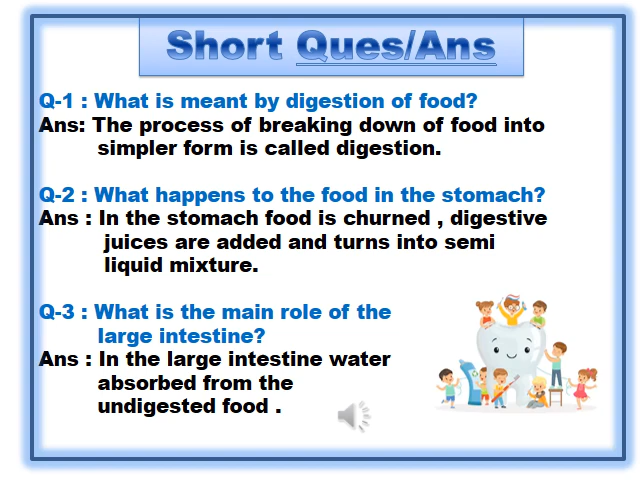 Short Ques/Ans
Q-1 : What is meant by digestion of food?
Ans: The process of breaking down of food into
simpler form is called digestion.
Q-2 : What happens to the food in the stomach?
Ans : In the stomach food is churned , digestive
juices are added and turns into semi
liquid mixture.
Q-3 : What is the main role of the
large intestine?
Ans : In the large intestine water
absorbed from the
undigested food .